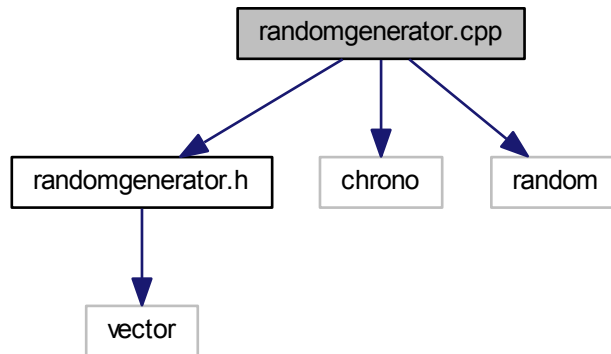 randomgenerator.cpp
randomgenerator.h
chrono
random
vector